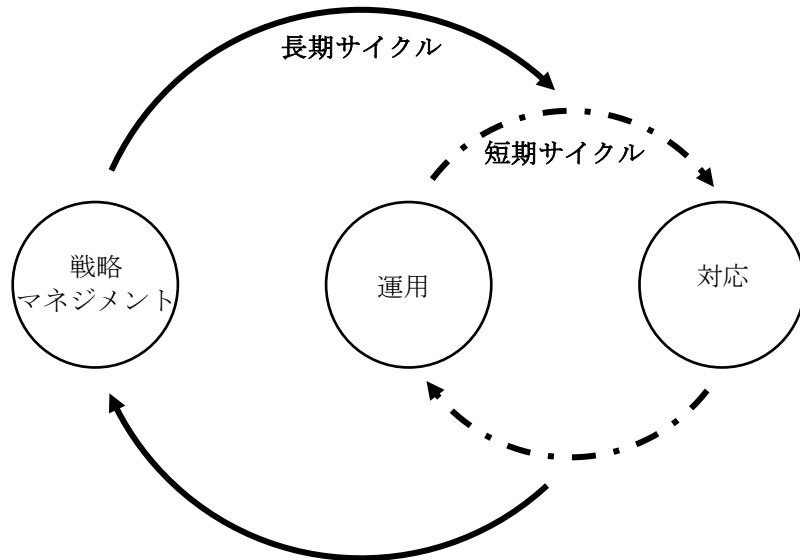 長期サイクル
短期サイクル
戦略
マネジメント
運用
対応